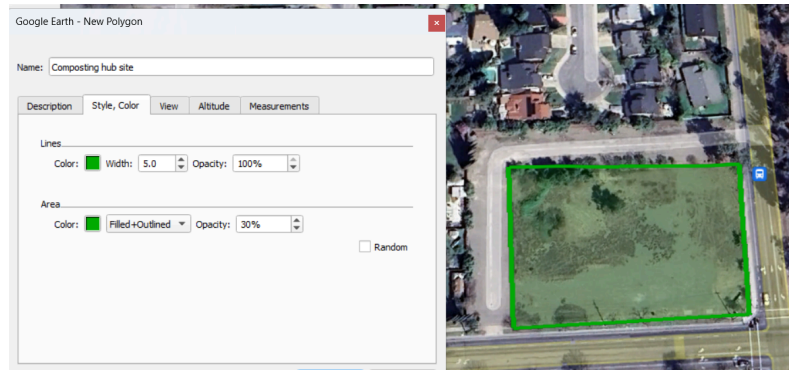 Google Earth - New Polygon
Name: Composting hub site
Description Style, Color View Altitude Measurements
Lines
Color: Width: 5.0 Opacity: 100%
Area
Color: Filled+Outlined Opacity: 30%
Random